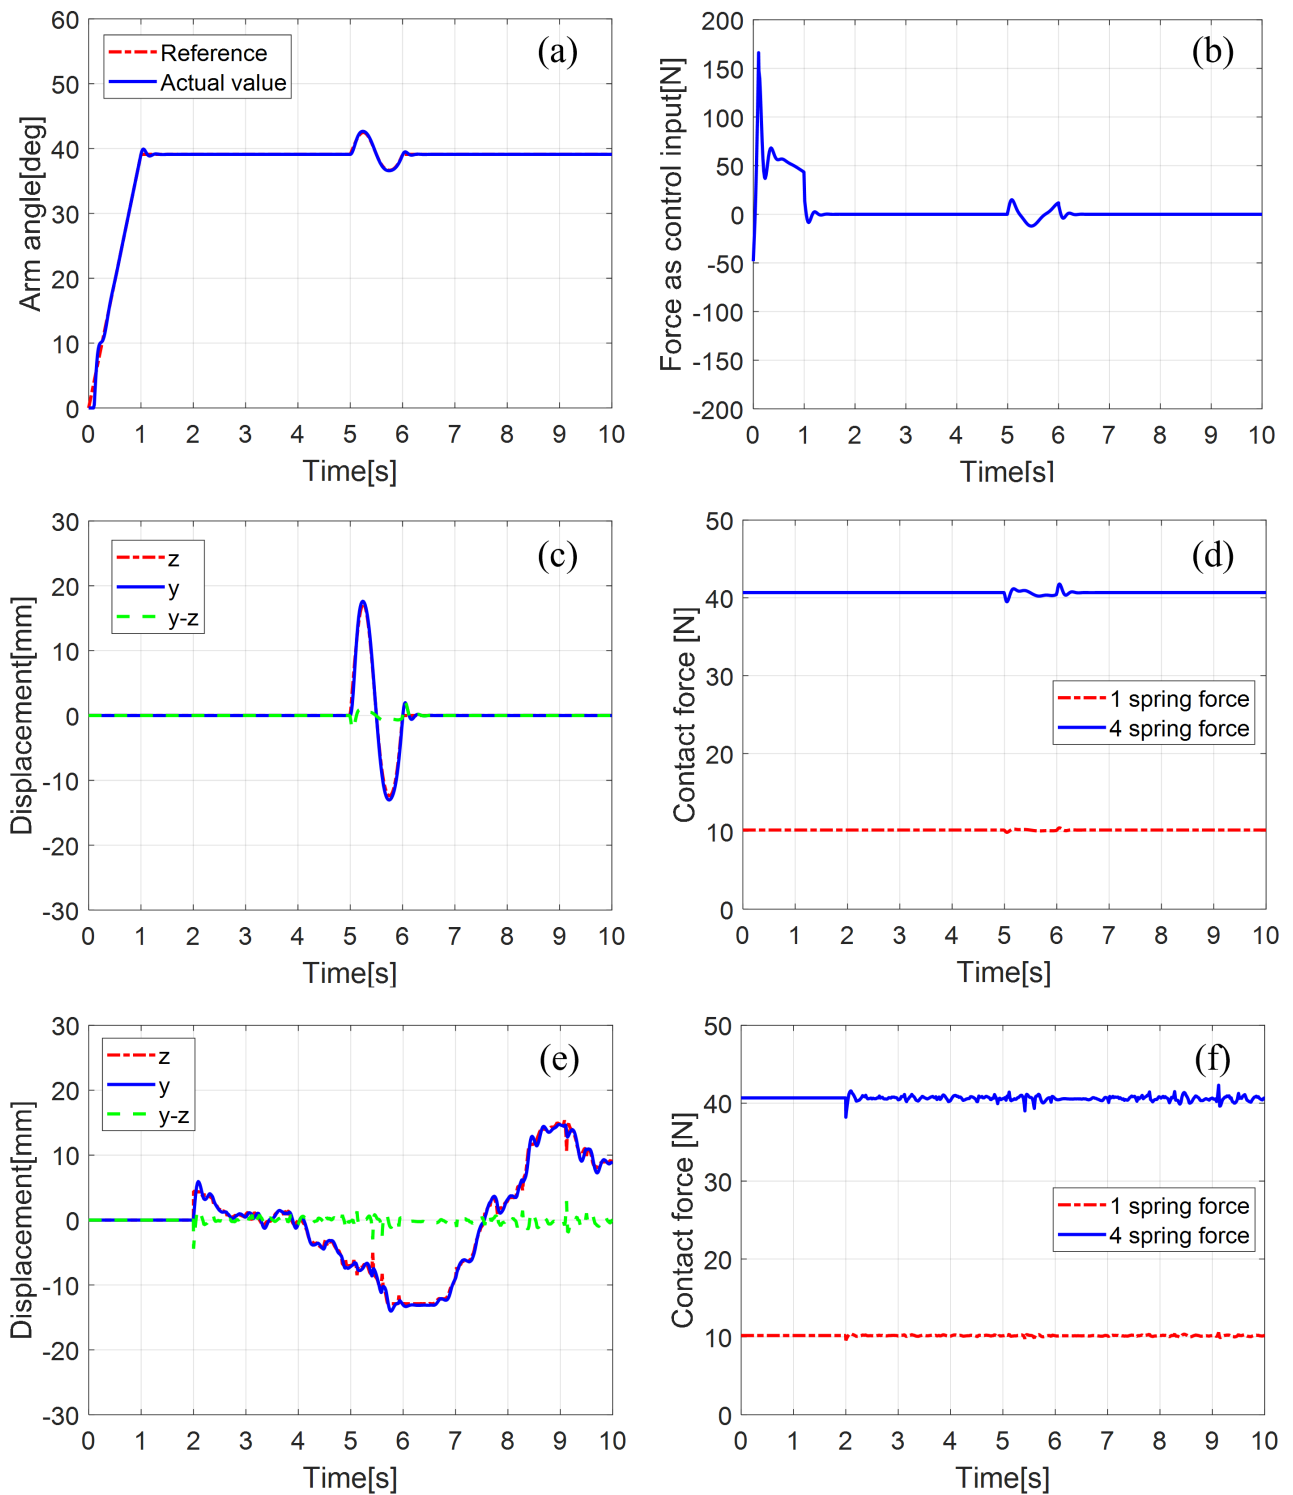 (a)
Reference
Actual value
60
50
40
30
20
10
0
Arm angle[deg]
0 1 2 3 4 5 6 7 8 9 10
Time[s]
(b)
200
150
100
50
0
-50
-100
-150
-200
Force as control input[N]
0 1 2 3 4 5 6 7 8 9 10
Time[s]
(c)
z
y
y-z
30
20
10
0
-10
-20
-30
Displacement[mm]
0 1 2 3 4 5 6 7 8 9 10
Time[s]
(d)
50
40
30
20
10
0
Contact force [N]
1 spring force
4 spring force
0 1 2 3 4 5 6 7 8 9 10
Time[s]
(e)
z
y
y-z
30
20
10
0
-10
-20
-30
Displacement[mm]
0 1 2 3 4 5 6 7 8 9 10
Time[s]
(f)
50
40
30
20
10
0
Contact force [N]
1 spring force
4 spring force
0 1 2 3 4 5 6 7 8 9 10
Time[s]